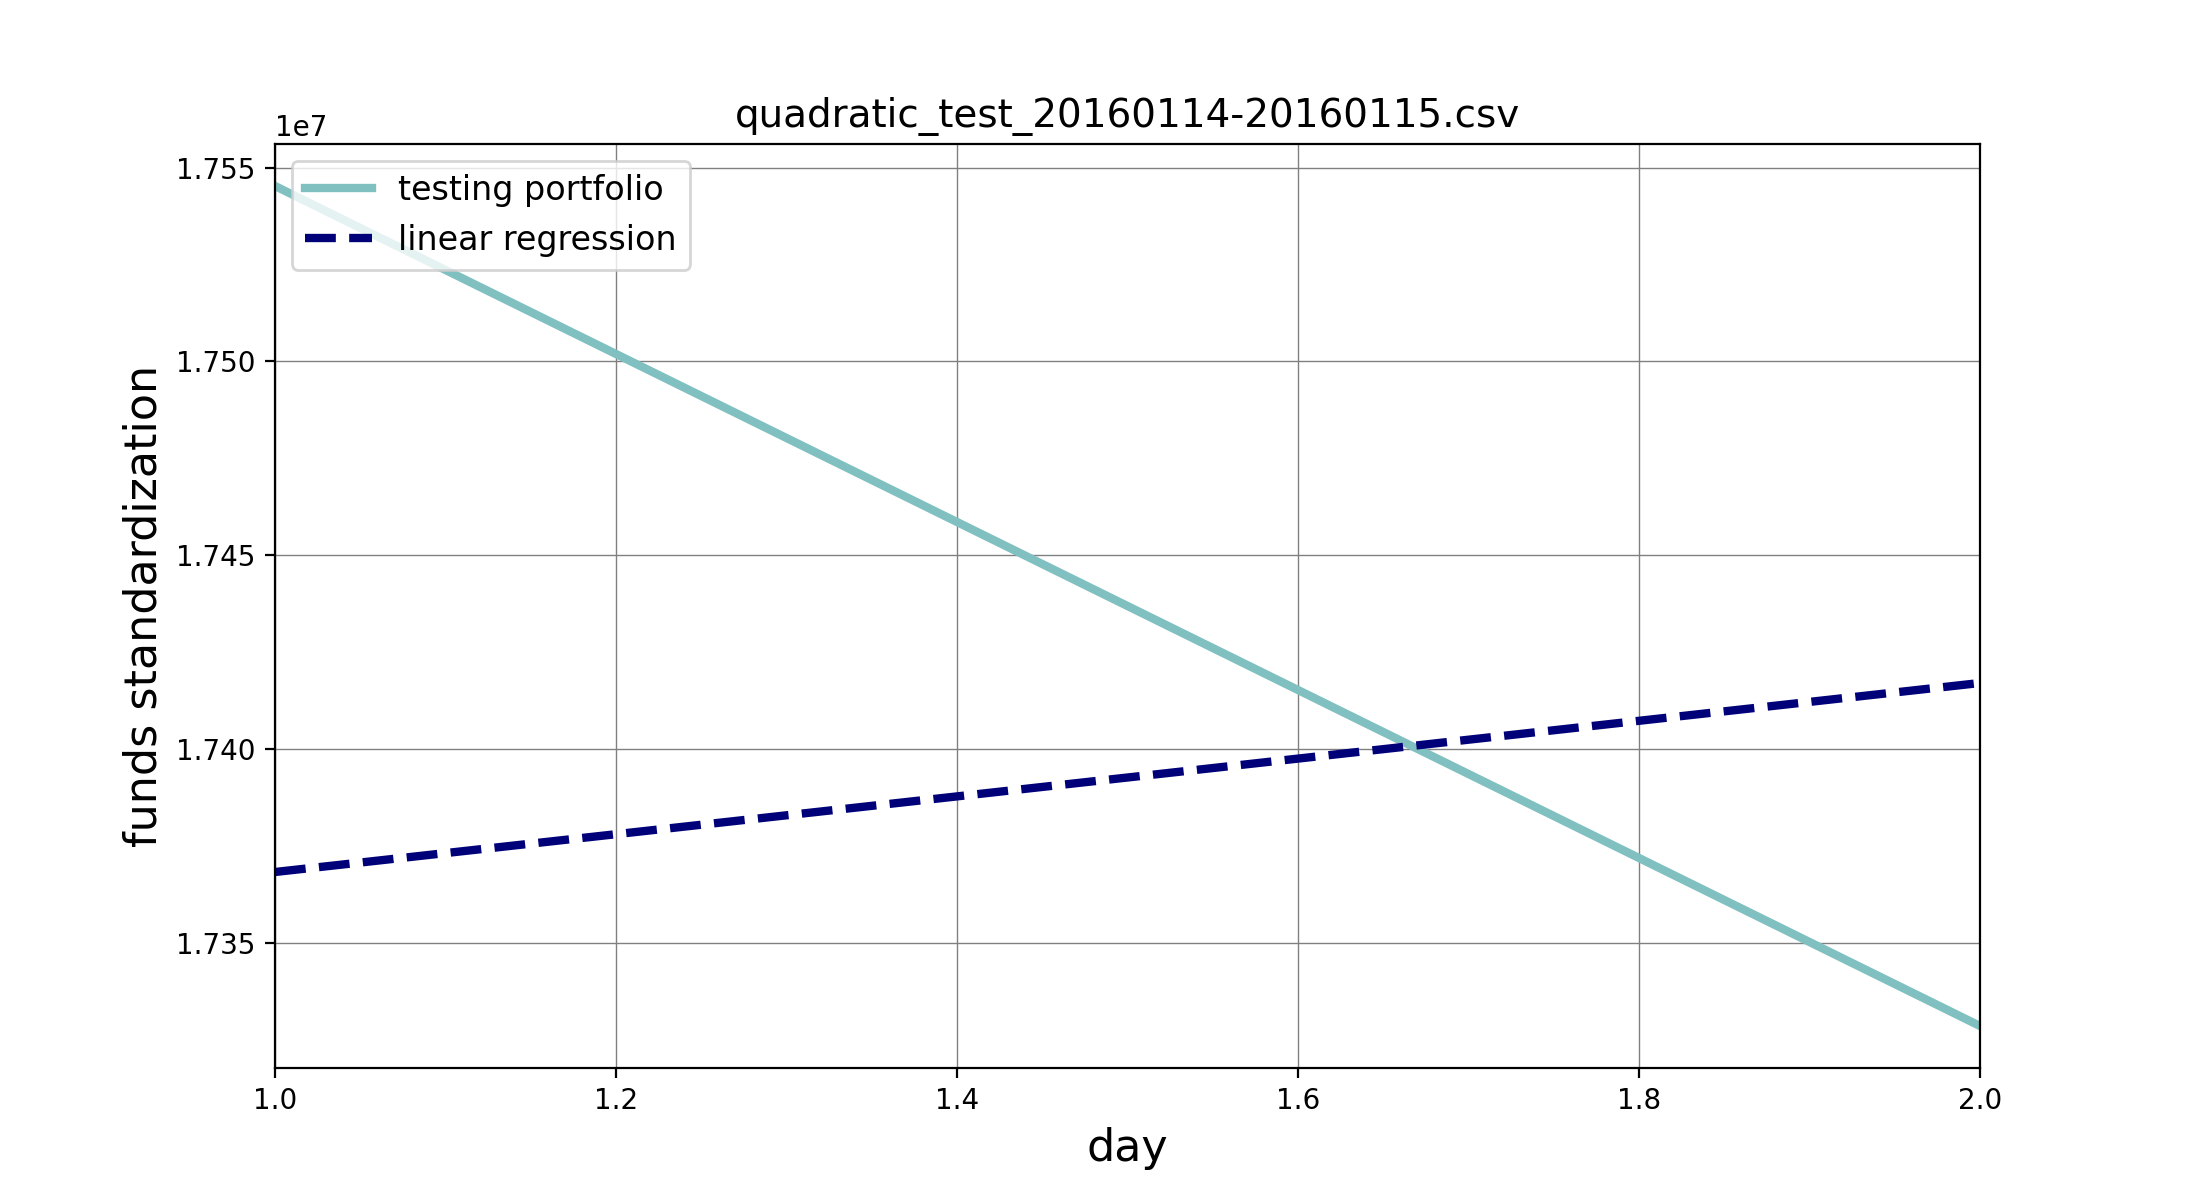 quadratic_test_20160114-20160115.csv
1e7
testing portfolio
linear regression
funds standardization
1.755
1.750
1.745
1.740
1.735
1.0 1.2 1.4 1.6 1.8 2.0
day